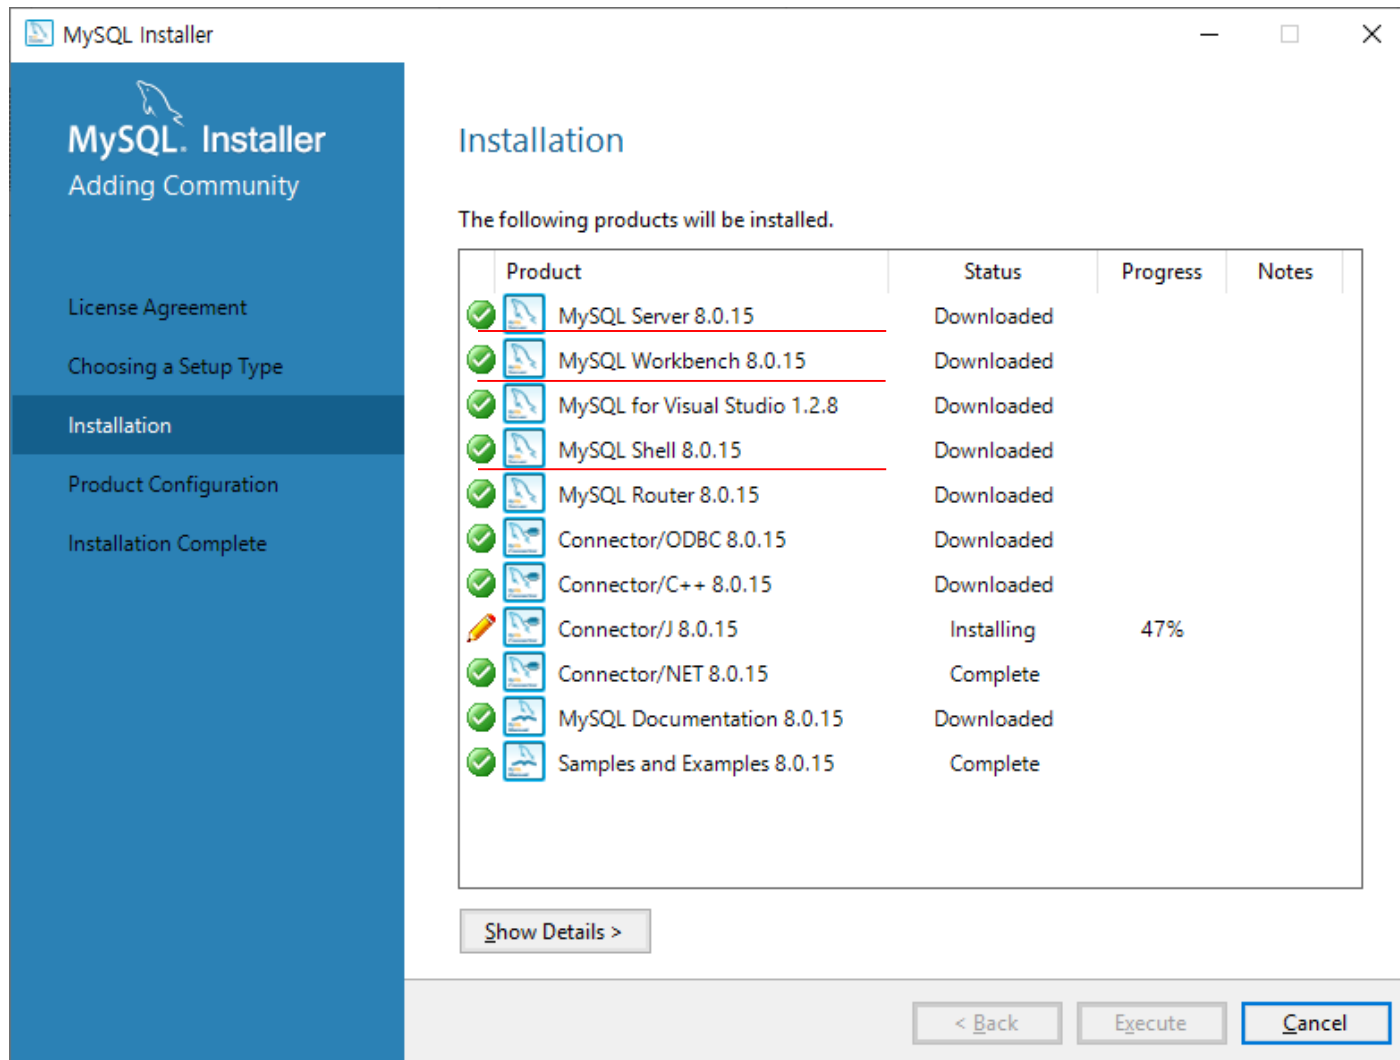 MySQL Installer
MySQL. Installer
Adding Community
License Agreement
Choosing a Setup Type
Installation
Product Configuration
Installation Complete
Installation
The following products will be installed.
Product Status Progress Notes
MySQL Server 8.0.15 Downloaded
MySQL Workbench 8.0.15 Downloaded
MySQL for Visual Studio 1.2.8 Downloaded
MySQL Shell 8.0.15 Downloaded
MySQL Router 8.0.15 Downloaded
Connector/ODBC 8.0.15 Downloaded
Connector/C++ 8.0.15 Downloaded
Connector/J 8.0.15 Installing 47%
Connector/NET 8.0.15 Complete
MySQL Documentation 8.0.15 Downloaded
Samples and Examples 8.0.15 Complete
Show Details >
< Back Execute Cancel